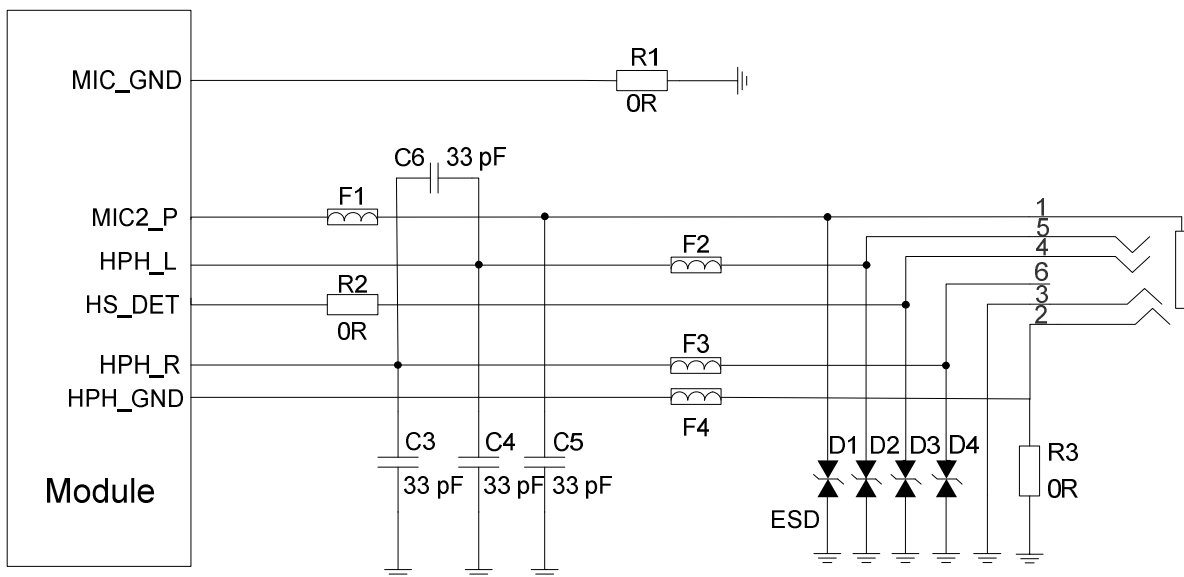 MIC_GND
R1
0R
C6 33 pF
F1
MIC2_P
1
5
HPH_L
F2
4
R2
6
HS_DET
3
0R
2
HPH_R
F3
HPH_GND
F4
C3
C4
C5
D1 D2 D3 D4
R3
33 pF
33 pF
33 pF
0R
Module
ESD